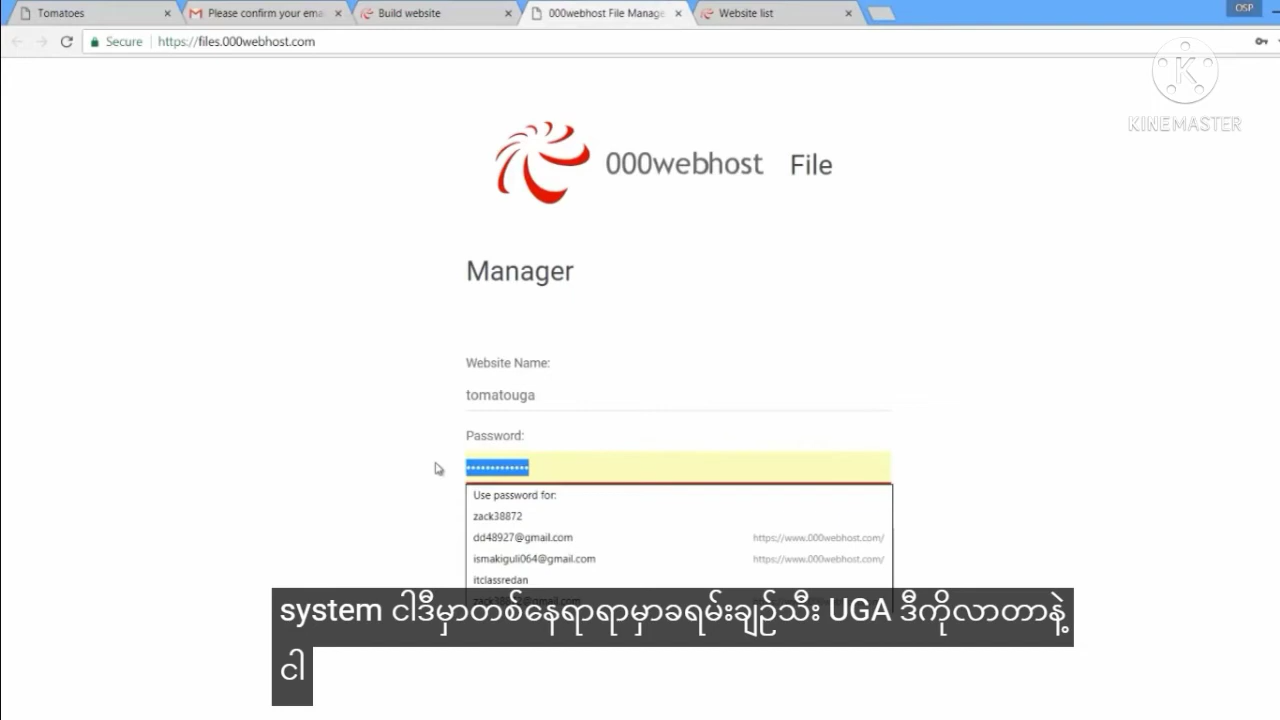 Tomatoes
Please confirm your ema
Build website
000webhost File Manage
Website list
OSP
Secure
https://files.000webhost.com
K
KINEMASTER
000webhost File
Manager
Website Name:
tomatouga
Password:
•••••••••••••
Use password for:
zack38872
dd48927@gmail.com https://www.000webhost.com/
ismakiguli064@gmail.com https://www.000webhost.com/
itclassredan
system ငါဒီမှာတစ်နေရာရာမှာခရမ်းချဉ်သီး UGA ဒီကိုလာတာနဲ့
ငါ